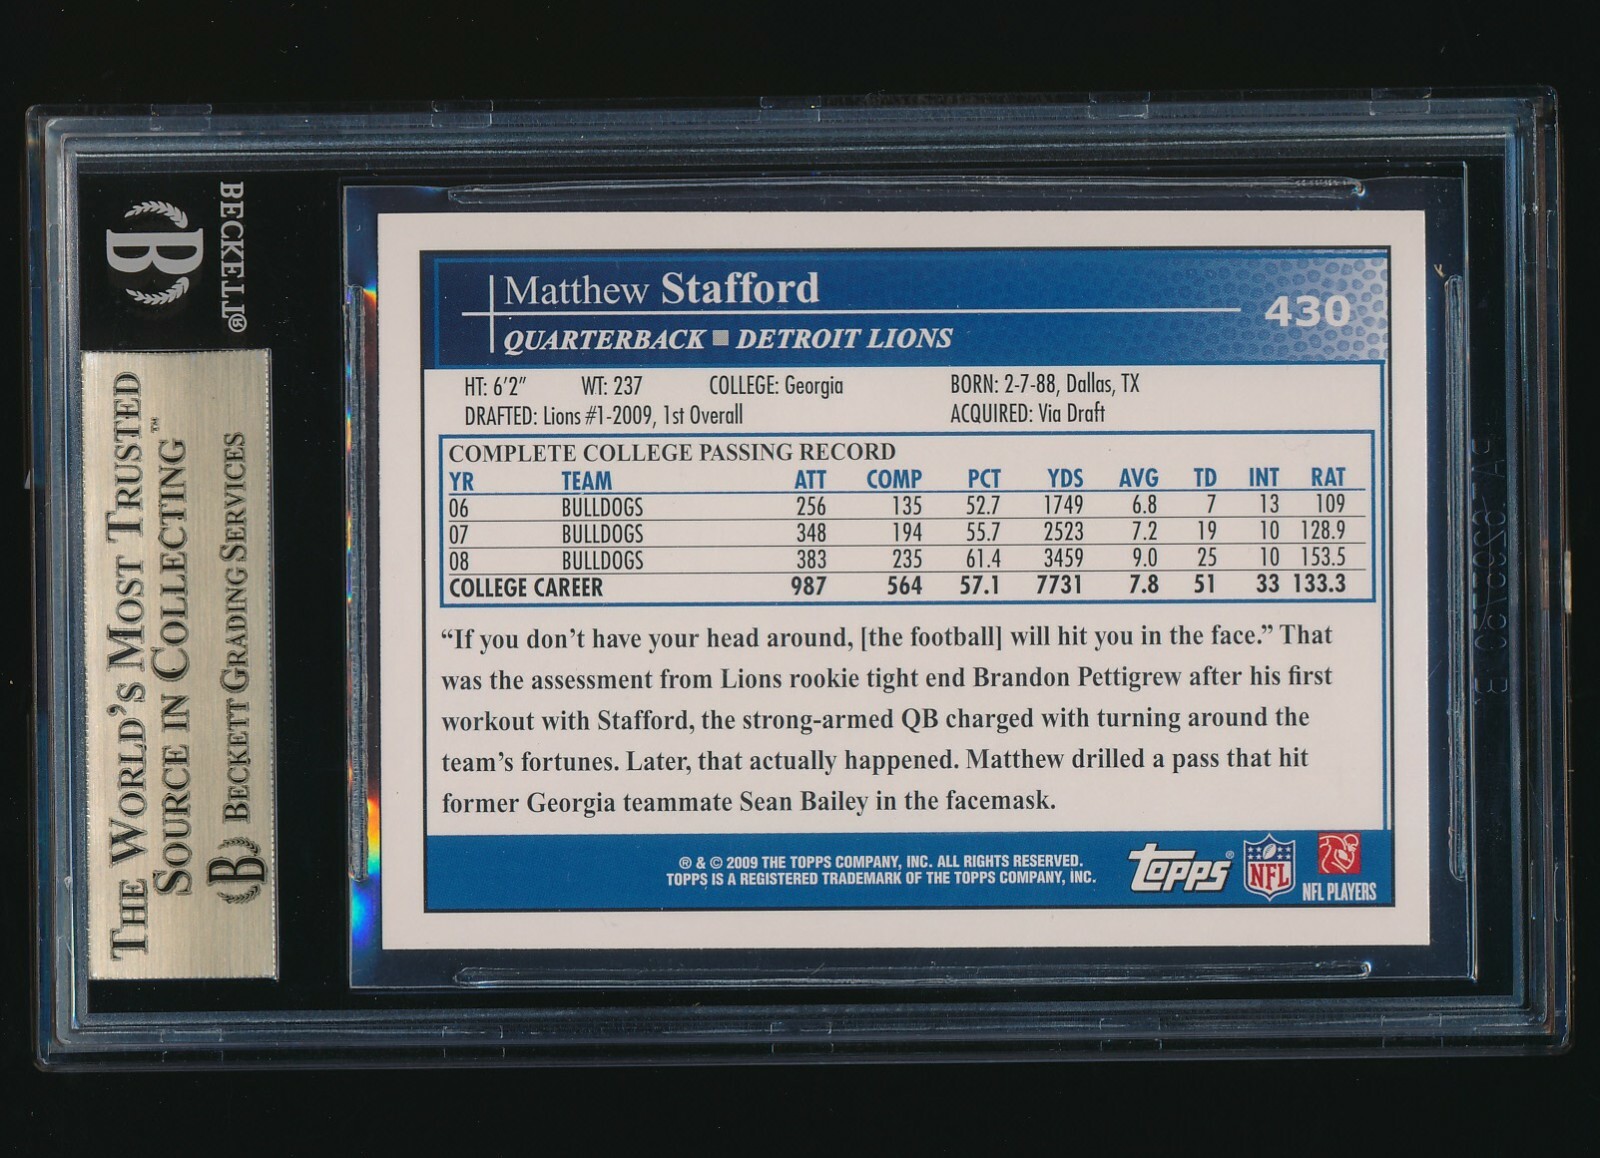 BECKETT®
THE WORLD'S MOST TRUSTED
SOURCE IN COLLECTING™
B BECKETT GRADING SERVICES
Matthew Stafford
430
QUARTERBACK ■ DETROIT LIONS
HT: 6'2" WT: 237 COLLEGE: Georgia BORN: 2-7-88, Dallas, TX
DRAFTED: Lions #1-2009, 1st Overall ACQUIRED: Via Draft
COMPLETE COLLEGE PASSING RECORD
YR TEAM ATT COMP PCT YDS AVG TD INT RAT
06 BULLDOGS 256 135 52.7 1749 6.8 7 13 109
07 BULLDOGS 348 194 55.7 2523 7.2 19 10 128.9
08 BULLDOGS 383 235 61.4 3459 9.0 25 10 153.5
COLLEGE CAREER 987 564 57.1 7731 7.8 51 33 133.3
“If you don’t have your head around, [the football] will hit you in the face.” That
was the assessment from Lions rookie tight end Brandon Pettigrew after his first
workout with Stafford, the strong-armed QB charged with turning around the
team’s fortunes. Later, that actually happened. Matthew drilled a pass that hit
former Georgia teammate Sean Bailey in the facemask.
® & © 2009 THE TOPPS COMPANY, INC. ALL RIGHTS RESERVED.
TOPPS IS A REGISTERED TRADEMARK OF THE TOPPS COMPANY, INC.
Topps®
NFL
NFL PLAYERS